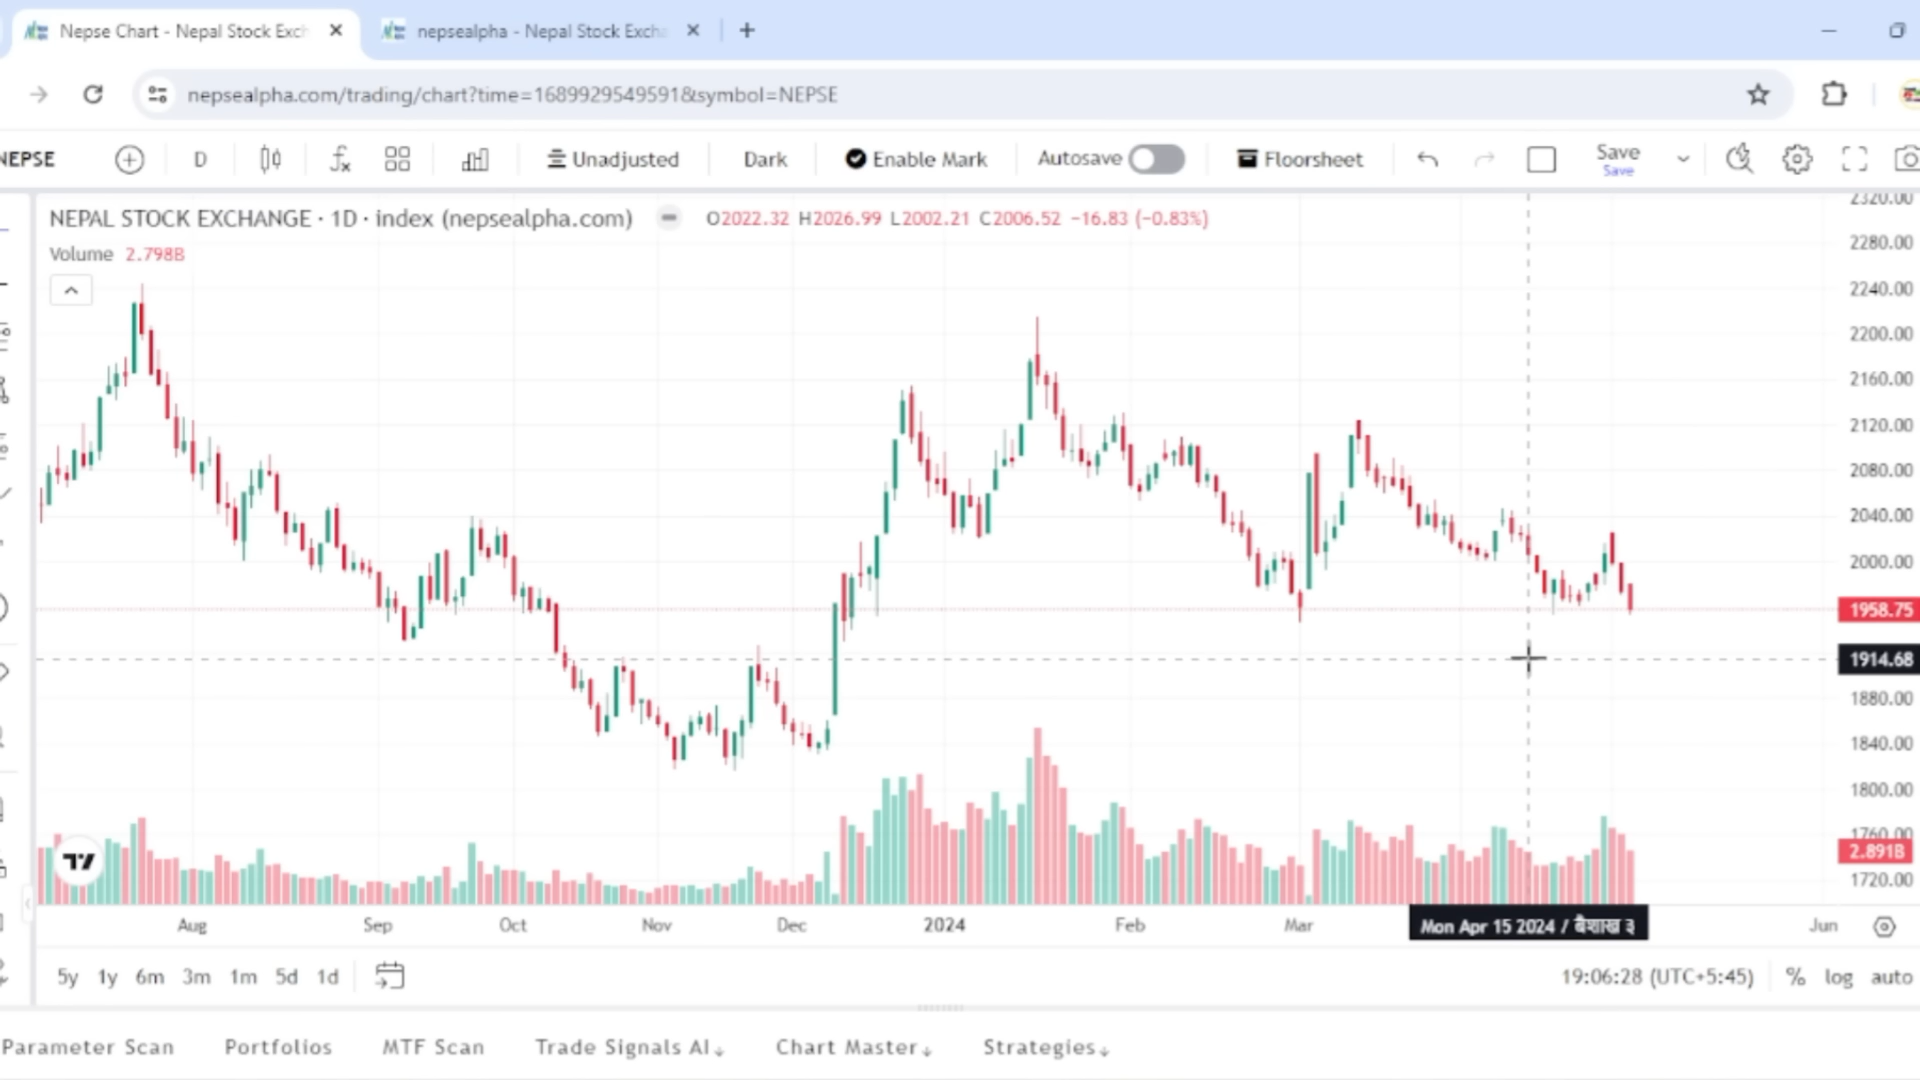 Nepse Chart - Nepal Stock Exch
nepsealpha - Nepal Stock Excha
nepsealpha.com/trading/chart?time=1689929549591&symbol=NEPSE
NEPSE
D
Unadjusted
Dark
Enable Mark
Autosave
Floorsheet
Save
Save
NEPAL STOCK EXCHANGE · 1D · index (nepsealpha.com)
O2022.32 H2026.99 L2002.21 C2006.52 −16.83 (−0.83%)
Volume 2.798B
2320.00
2280.00
2240.00
2200.00
2160.00
2120.00
2080.00
2040.00
2000.00
1958.75
1914.68
1880.00
1840.00
1800.00
1760.00
2.891B
1720.00
Aug
Sep
Oct
Nov
Dec
2024
Feb
Mar
Mon Apr 15 2024 / बैशाख ३
Jun
5y 1y 6m 3m 1m 5d 1d
19:06:28 (UTC+5:45)
% log auto
Parameter Scan
Portfolios
MTF Scan
Trade Signals AI↓
Chart Master↓
Strategies↓